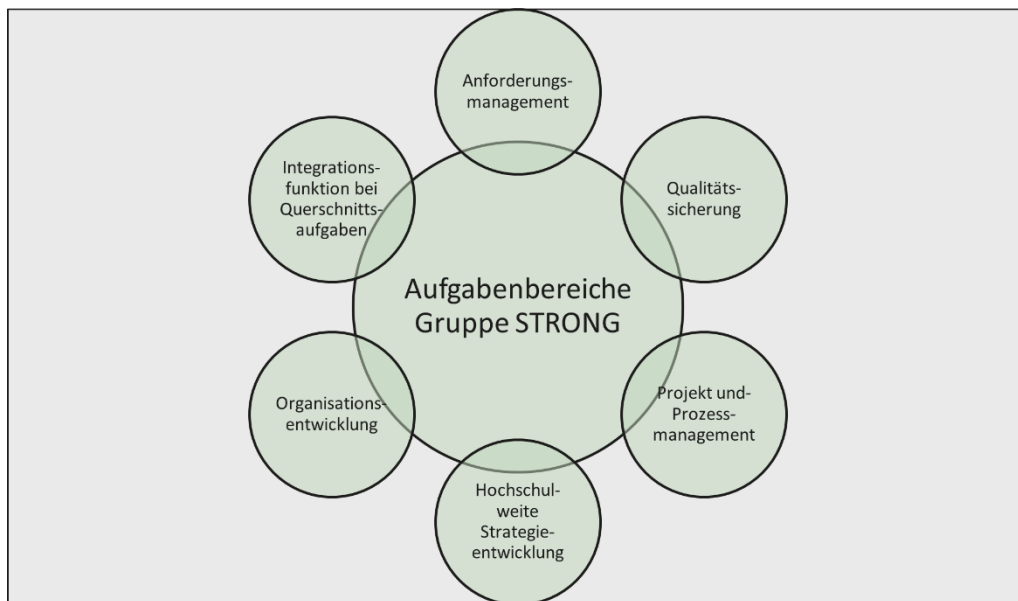 Anforderungs-
management
Integrations-
funktion bei
Querschnitts-
aufgaben
Qualitäts-
sicherung
Aufgabenbereiche
Gruppe STRONG
Organisations-
entwicklung
Projekt und-
Prozess-
management
Hochschul-
weite
Strategie-
entwicklung